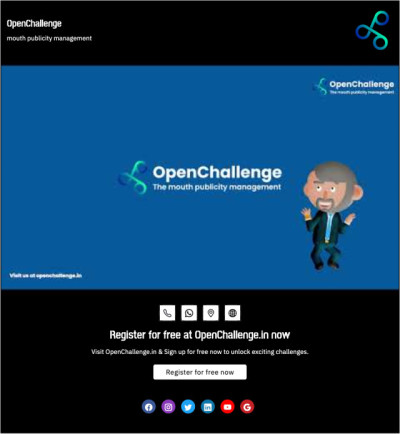 OpenChallenge
mouth publicity management
OpenChallenge
The mouth publicity management
OpenChallenge
The mouth publicity management
Visit us at openchallenge.in
Register for free at OpenChallenge.in now
Visit OpenChallenge.in & Sign up for free now to unlock exciting challenges.
Register for free now